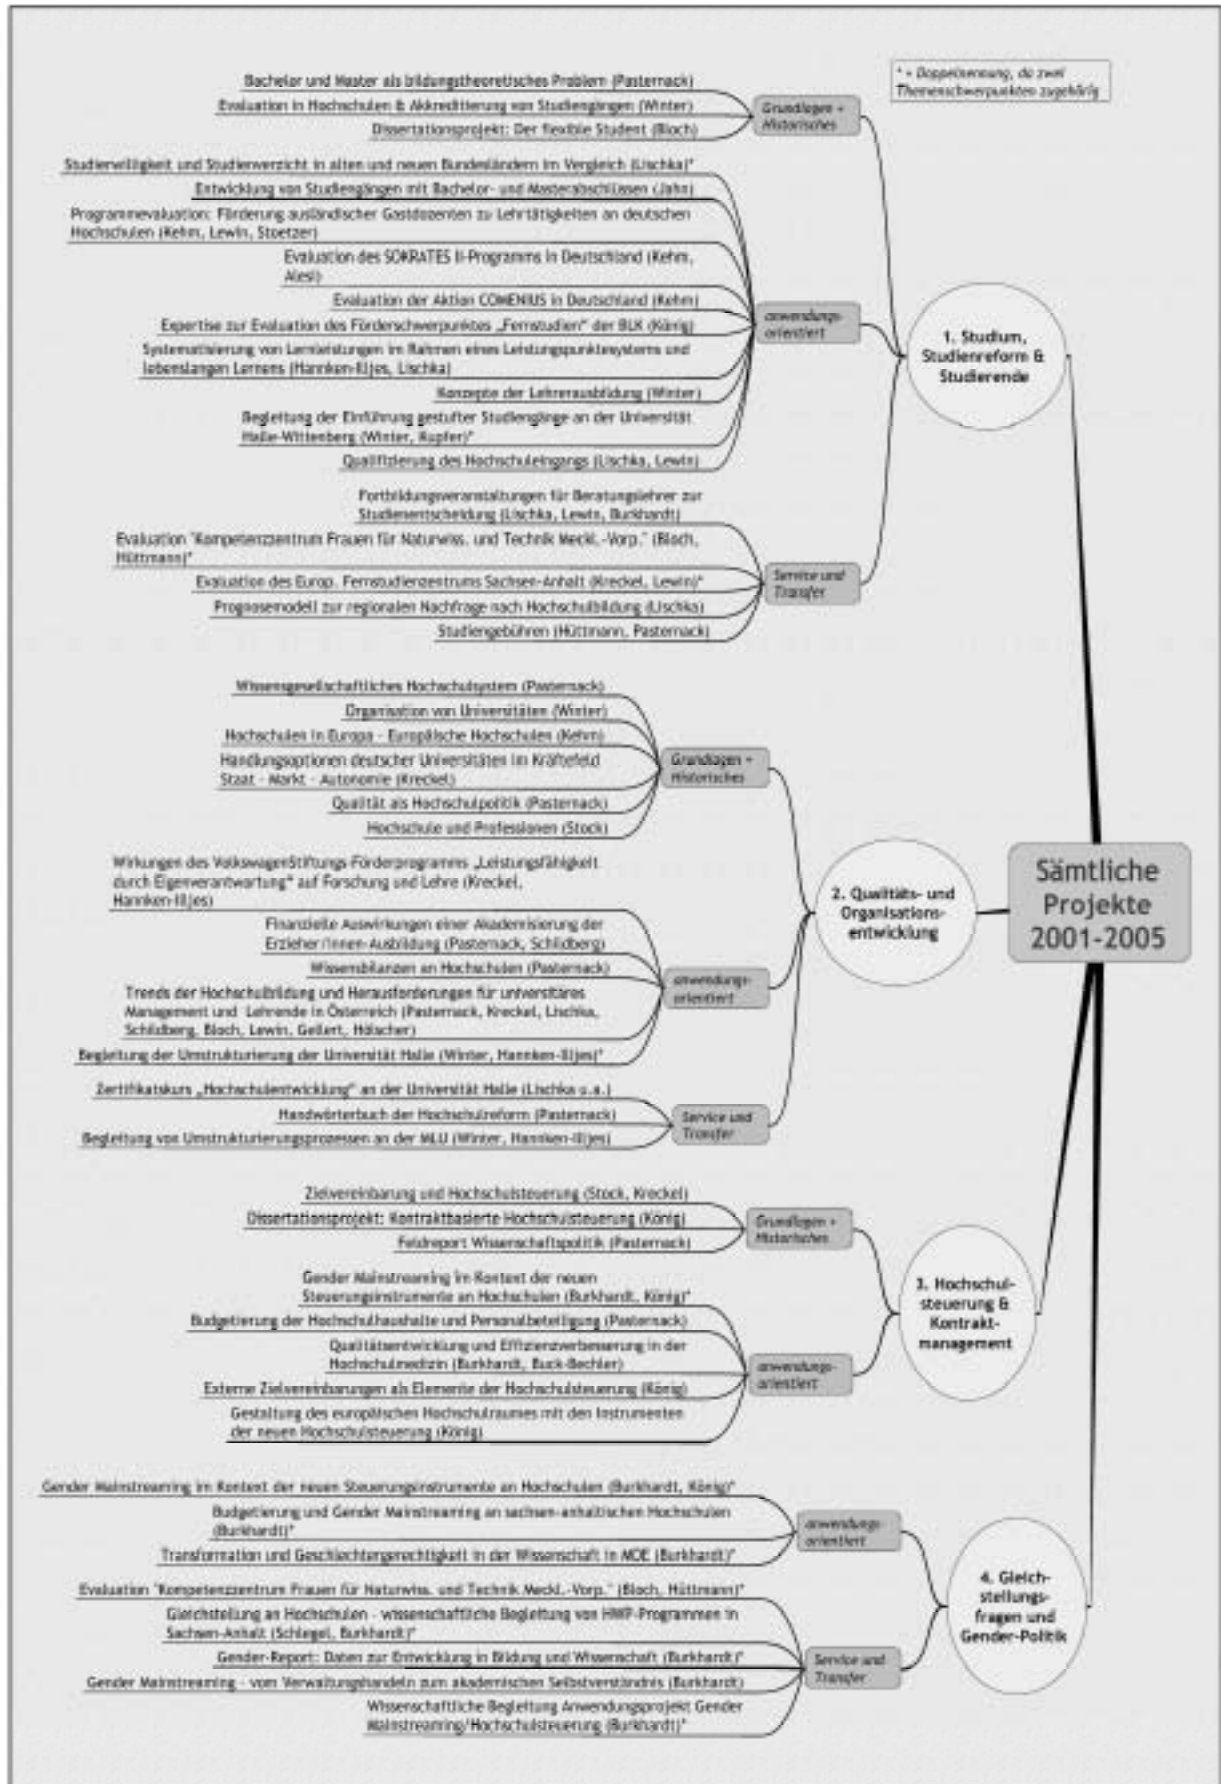 * = Doppelnennung, da zwei
Themenschwerpunkten zugehörig
Bachelor und Master als bildungstheoretisches Problem (Pasternack)
Evaluation in Hochschulen & Akkreditierung von Studiengängen (Winter)
Dissertationsprojekt: Der flexible Student (Bloch)
Grundlagen +
Historisches
Studierwilligkeit und Studienverzicht in alten und neuen Bundesländern im Vergleich (Lischka)*
Entwicklung von Studiengängen mit Bachelor- und Masterabschlüssen (Jahn)
Programmevaluation: Förderung ausländischer Gastdozenten zu Lehrtätigkeiten an deutschen
Hochschulen (Kehm, Lewin, Stoetzer)
Evaluation des SOKRATES II-Programms in Deutschland (Kehm,
Alesi)
Evaluation der Aktion COMENIUS in Deutschland (Kehm)
Expertise zur Evaluation des Förderschwerpunktes „Fernstudien“ der BLK (König)
Systematisierung von Lernleistungen im Rahmen eines Leistungspunktesystems und
lebenslangen Lernens (Hannken-Illjes, Lischka)
Konzepte der Lehrerausbildung (Winter)
Begleitung der Einführung gestufter Studiengänge an der Universität
Halle-Wittenberg (Winter, Kupfer)*
Qualifizierung des Hochschuleingangs (Lischka, Lewin)
anwendungs-
orientiert
Fortbildungsveranstaltungen für Beratungslehrer zur
Studienentscheidung (Lischka, Lewin, Burkhardt)
Evaluation "Kompetenzzentrum Frauen für Naturwiss. und Technik Meckl.-Vorp." (Bloch,
Hüttmann)*
Evaluation des Europ. Fernstudienzentrums Sachsen-Anhalt (Kreckel, Lewin)*
Prognosemodell zur regionalen Nachfrage nach Hochschulbildung (Lischka)
Studiengebühren (Hüttmann, Pasternack)
Service und
Transfer
1. Studium,
Studienreform &
Studierende
Wissensgesellschaftliches Hochschulsystem (Pasternack)
Organisation von Universitäten (Winter)
Hochschulen in Europa - Europäische Hochschulen (Kehm)
Handlungsoptionen deutscher Universitäten im Kräftefeld
Staat - Markt - Autonomie (Kreckel)
Qualität als Hochschulpolitik (Pasternack)
Hochschule und Professionen (Stock)
Grundlagen +
Historisches
Wirkungen des VolkswagenStiftungs-Förderprogramms „Leistungsfähigkeit
durch Eigenverantwortung“ auf Forschung und Lehre (Kreckel,
Hannken-Illjes)
Finanzielle Auswirkungen einer Akademisierung der
Erzieher/innen-Ausbildung (Pasternack, Schildberg)
Wissensbilanzen an Hochschulen (Pasternack)
Trends der Hochschulbildung und Herausforderungen für universitäres
Management und Lehrende in Österreich (Pasternack, Kreckel, Lischka,
Schildberg, Bloch, Lewin, Gellert, Hölscher)
Begleitung der Umstrukturierung der Universität Halle (Winter, Hannken-Illjes)*
anwendungs-
orientiert
Zertifikatskurs „Hochschulentwicklung“ an der Universität Halle (Lischka u.a.)
Handwörterbuch der Hochschulreform (Pasternack)
Begleitung von Umstrukturierungsprozessen an der MLU (Winter, Hannken-Illjes)
Service und
Transfer
2. Qualitäts- und
Organisations-
entwicklung
Sämtliche
Projekte
2001-2005
Zielvereinbarung und Hochschulsteuerung (Stock, Kreckel)
Dissertationsprojekt: Kontraktbasierte Hochschulsteuerung (König)
Feldreport Wissenschaftspolitik (Pasternack)
Grundlagen +
Historisches
Gender Mainstreaming im Kontext der neuen
Steuerungsinstrumente an Hochschulen (Burkhardt, König)*
Budgetierung der Hochschulhaushalte und Personalbeteiligung (Pasternack)
Qualitätsentwicklung und Effizienzverbesserung in der
Hochschulmedizin (Burkhardt, Buck-Bechler)
Externe Zielvereinbarungen als Elemente der Hochschulsteuerung (König)
Gestaltung des europäischen Hochschulraumes mit den Instrumenten
der neuen Hochschulsteuerung (König)
anwendungs-
orientiert
3. Hochschul-
steuerung &
Kontrakt-
management
Gender Mainstreaming im Kontext der neuen Steuerungsinstrumente an Hochschulen (Burkhardt, König)*
Budgetierung und Gender Mainstreaming an sachsen-anhaltischen Hochschulen
(Burkhardt)*
Transformation und Geschlechtergerechtigkeit in der Wissenschaft in MOE (Burkhardt)*
anwendungs-
orientiert
Evaluation "Kompetenzzentrum Frauen für Naturwiss. und Technik Meckl.-Vorp." (Bloch, Hüttmann)*
Gleichstellung an Hochschulen - wissenschaftliche Begleitung von HWP-Programmen in
Sachsen-Anhalt (Schlegel, Burkhardt)*
Gender-Report: Daten zur Entwicklung in Bildung und Wissenschaft (Burkhardt)*
Gender Mainstreaming - vom Verwaltungshandeln zum akademischen Selbstverständnis (Burkhardt)
Wissenschaftliche Begleitung Anwendungsprojekt Gender
Mainstreaming/Hochschulsteuerung (Burkhardt)*
Service und
Transfer
4. Gleich-
stellungs-
fragen und
Gender-Politik